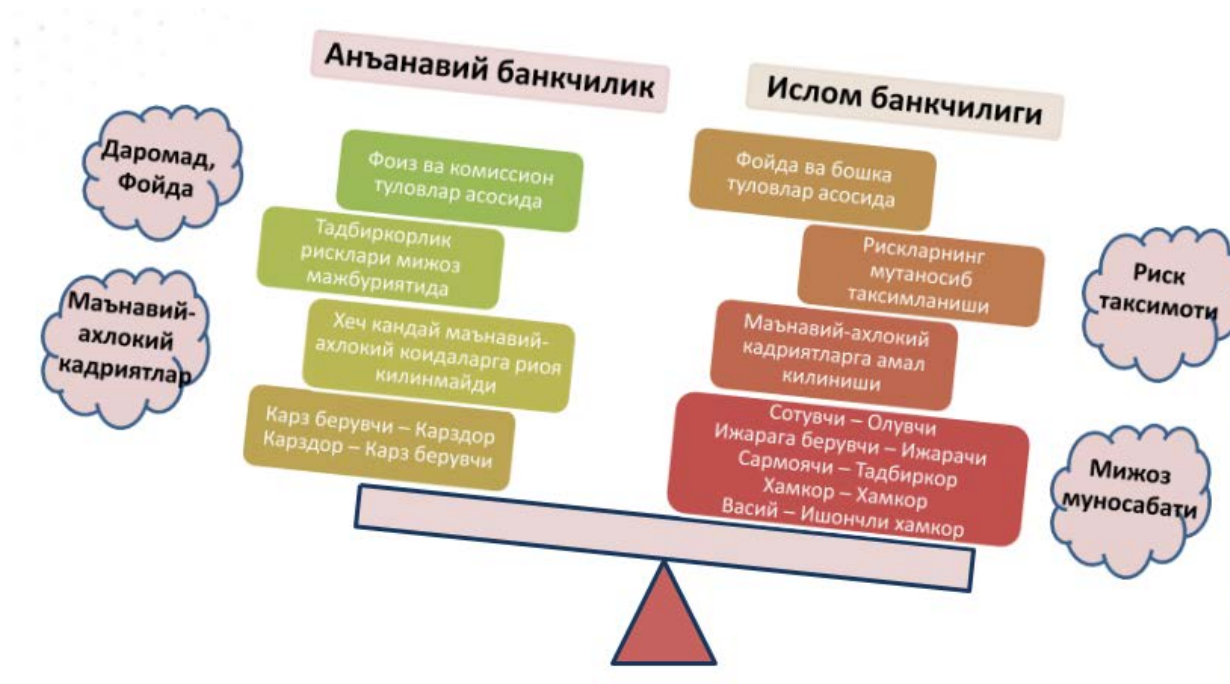 Анъанавий банкчилик
Ислом банкчилиги
Даромад,
Фойда
Фоиз ва комиссион
туловлар асосида
Фойда ва бошка
туловлар асосида
Тадбиркорлик
рисклари мижоз
мажбуриятида
Рискларнинг
мутаносиб
таксимланиши
Риск
таксимоти
Маънавий-
ахлокий
кадриятлар
Хеч кандай маънавий-
ахлокий коидаларга риоя
килинмайди
Маънавий-ахлокий
кадриятларга амал
килиниши
Карз берувчи – Карздор
Карздор – Карз берувчи
Сотувчи – Олувчи
Ижарага берувчи – Ижарачи
Сармоячи – Тадбиркор
Хамкор – Хамкор
Васий – Ишончли хамкор
Мижоз
муносабати